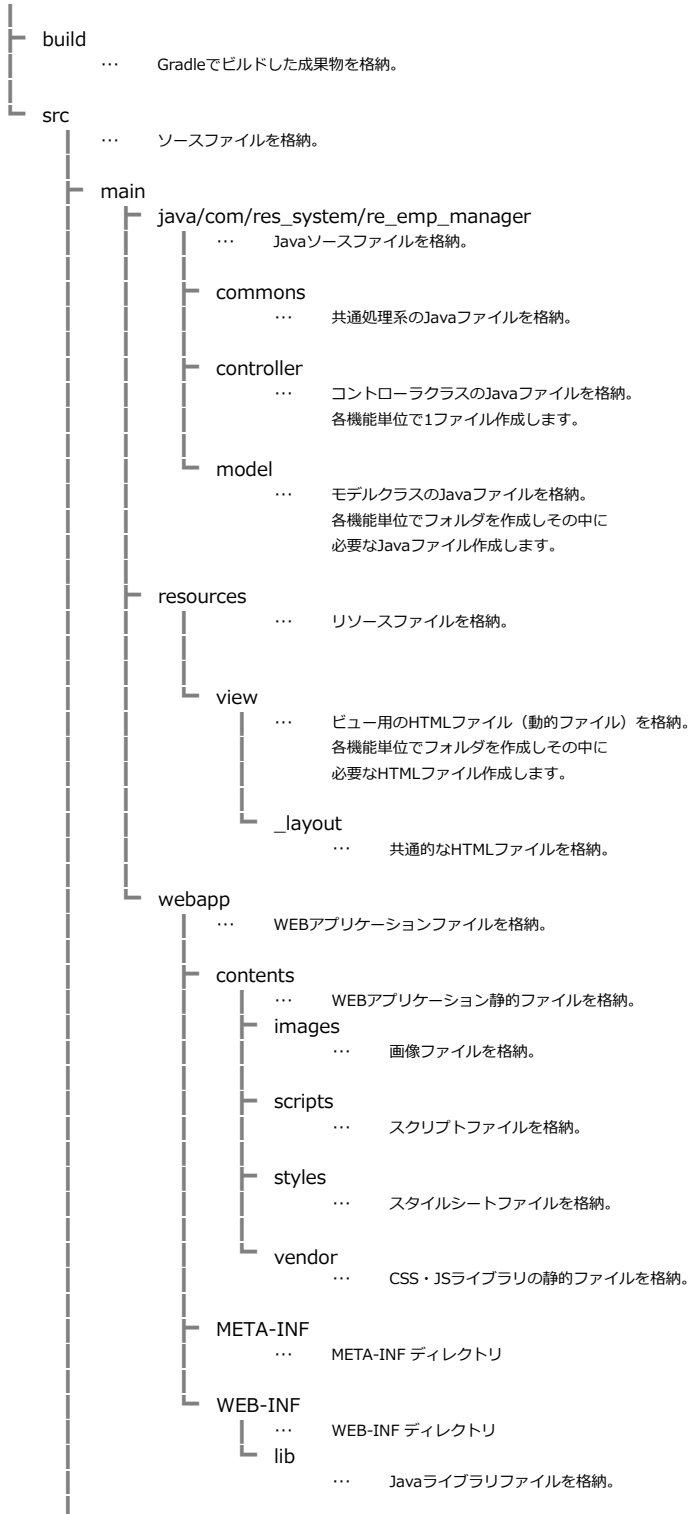 build
… Gradleでビルドした成果物を格納。
src
… ソースファイルを格納。
main
java/com/res_system/re_emp_manager
… Javaソースファイルを格納。
commons
… 共通処理系のJavaファイルを格納。
controller
… コントローラクラスのJavaファイルを格納。
各機能単位で1ファイル作成します。
model
… モデルクラスのJavaファイルを格納。
各機能単位でフォルダを作成しその中に
必要なJavaファイル作成します。
resources
… リソースファイルを格納。
view
… ビュー用のHTMLファイル（動的ファイル）を格納。
各機能単位でフォルダを作成しその中に
必要なHTMLファイル作成します。
_layout
… 共通的なHTMLファイルを格納。
webapp
… WEBアプリケーションファイルを格納。
contents
… WEBアプリケーション静的ファイルを格納。
images
… 画像ファイルを格納。
scripts
… スクリプトファイルを格納。
styles
… スタイルシートファイルを格納。
vendor
… CSS・JSライブラリの静的ファイルを格納。
META-INF
… META-INF ディレクトリ
WEB-INF
… WEB-INF ディレクトリ
lib
… Javaライブラリファイルを格納。